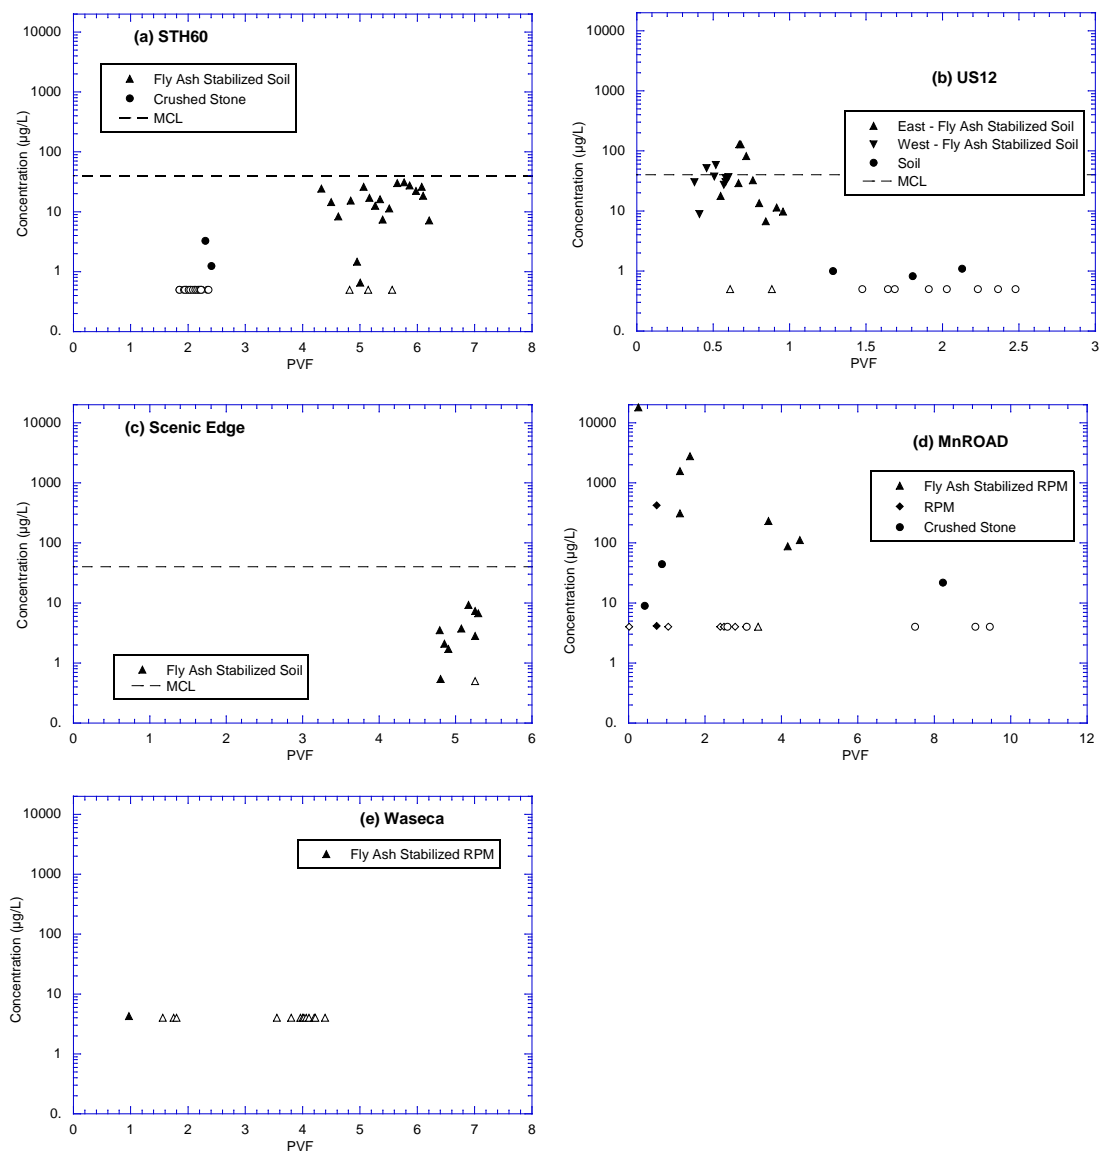 (a) STH60
Fly Ash Stabilized Soil
Crushed Stone
MCL
10000
1000
100
10
1
0.
Concentration (µg/L)
0 1 2 3 4 5 6 7 8
PVF
(b) US12
East - Fly Ash Stabilized Soil
West - Fly Ash Stabilized Soil
Soil
MCL
10000
1000
100
10
1
0.
Concentration (µg/L)
0 0.5 1 1.5 2 2.5 3
PVF
(c) Scenic Edge
10000
1000
100
10
1
0.
Concentration (µg/L)
Fly Ash Stabilized Soil
MCL
0 1 2 3 4 5 6
PVF
(d) MnROAD
Fly Ash Stabilized RPM
RPM
Crushed Stone
10000
1000
100
10
1
0.
Concentration (µg/L)
0 2 4 6 8 10 12
PVF
(e) Waseca
Fly Ash Stabilized RPM
10000
1000
100
10
1
0.
Concentration (µg/L)
0 1 2 3 4 5 6 7 8
PVF